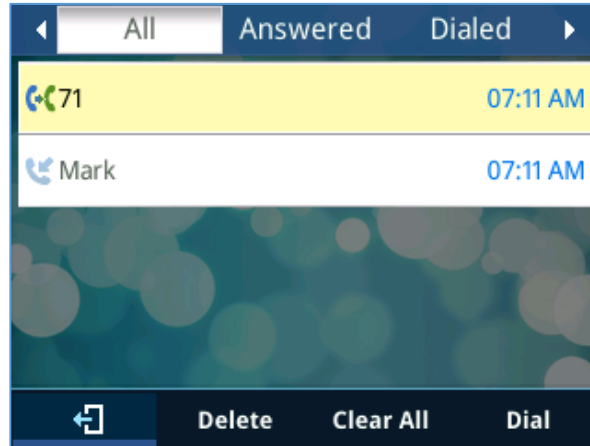 All Answered Dialed
71 07:11 AM
Mark 07:11 AM
Delete Clear All Dial